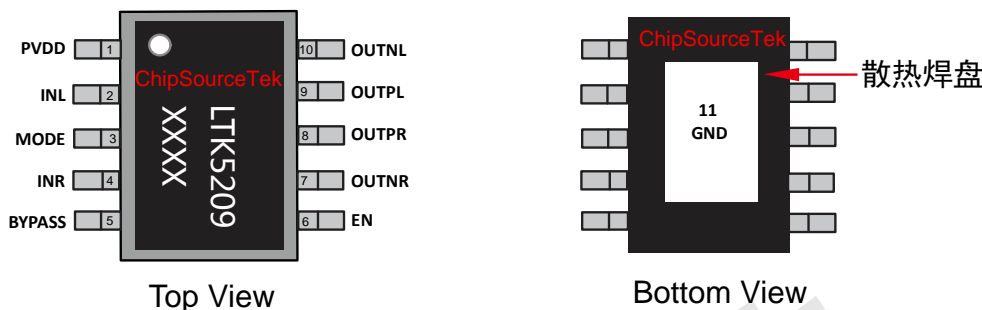 PVDD 1
INL 2
MODE 3
INR 4
BYPASS 5
ChipSourceTek
LTK5209
XXXX
10 OUTNL
9 OUTPL
8 OUTPR
7 OUTNR
6 EN
Top View
ChipSourceTek
11
GND
散热焊盘
Bottom View